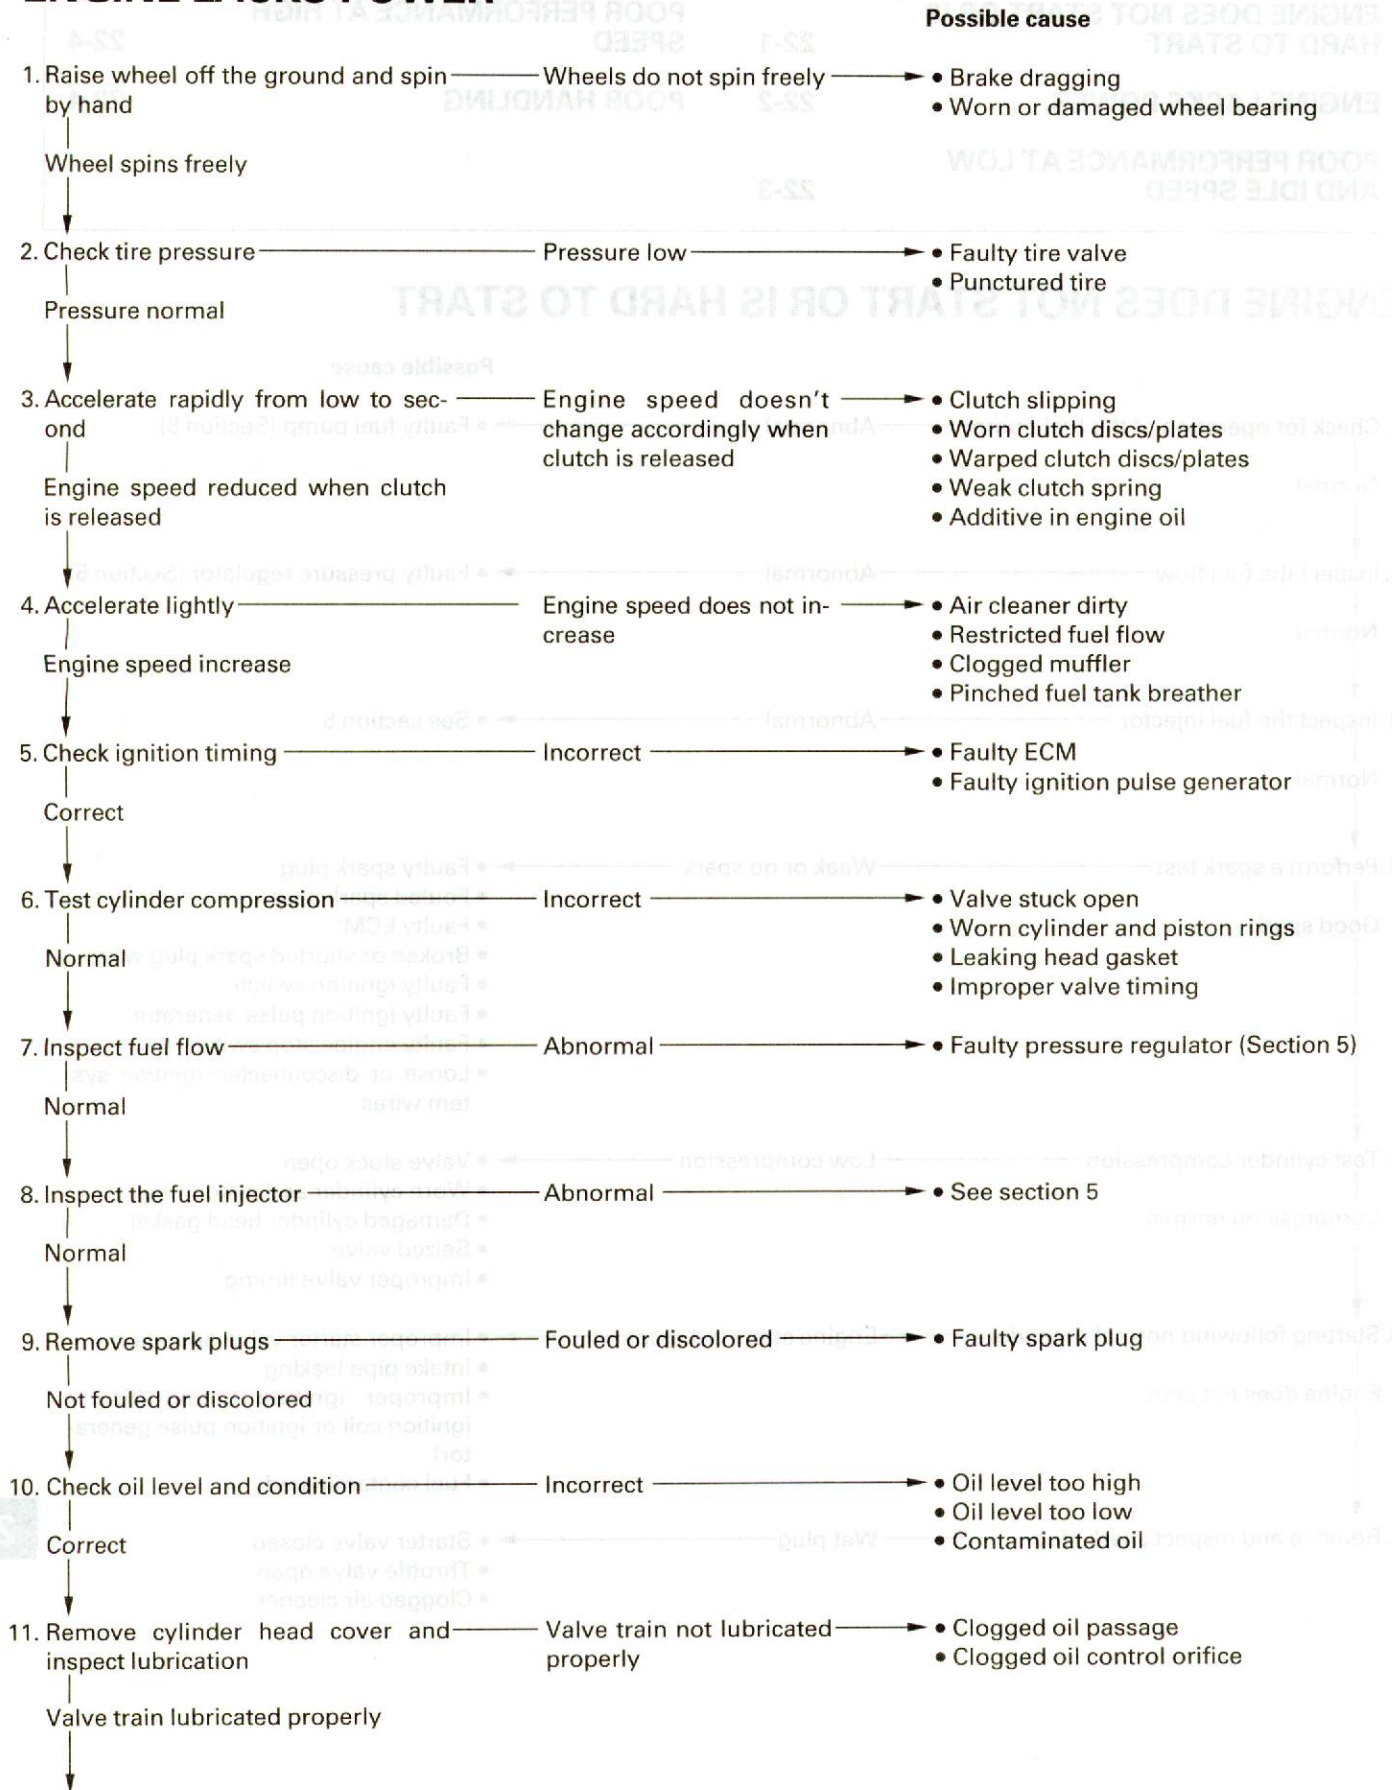 ENGINE LACKS POWER
Possible cause
1. Raise wheel off the ground and spin
by hand
Wheels do not spin freely
• Brake dragging
• Worn or damaged wheel bearing
Wheel spins freely
2. Check tire pressure
Pressure low
• Faulty tire valve
• Punctured tire
Pressure normal
3. Accelerate rapidly from low to sec-
ond
Engine speed doesn't
change accordingly when
clutch is released
• Clutch slipping
• Worn clutch discs/plates
• Warped clutch discs/plates
• Weak clutch spring
• Additive in engine oil
Engine speed reduced when clutch
is released
4. Accelerate lightly
Engine speed does not in-
crease
• Air cleaner dirty
• Restricted fuel flow
• Clogged muffler
• Pinched fuel tank breather
Engine speed increase
5. Check ignition timing
Incorrect
• Faulty ECM
• Faulty ignition pulse generator
Correct
6. Test cylinder compression
Incorrect
• Valve stuck open
• Worn cylinder and piston rings
• Leaking head gasket
• Improper valve timing
Normal
7. Inspect fuel flow
Abnormal
• Faulty pressure regulator (Section 5)
Normal
8. Inspect the fuel injector
Abnormal
• See section 5
Normal
9. Remove spark plugs
Fouled or discolored
• Faulty spark plug
Not fouled or discolored
10. Check oil level and condition
Incorrect
• Oil level too high
• Oil level too low
• Contaminated oil
Correct
11. Remove cylinder head cover and
inspect lubrication
Valve train not lubricated
properly
• Clogged oil passage
• Clogged oil control orifice
Valve train lubricated properly